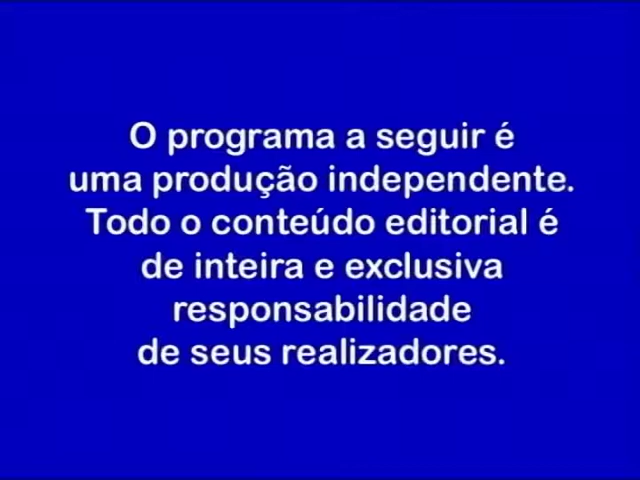 O programa a seguir é
uma produção independente.
Todo o conteúdo editorial é
de inteira e exclusiva
responsabilidade
de seus realizadores.